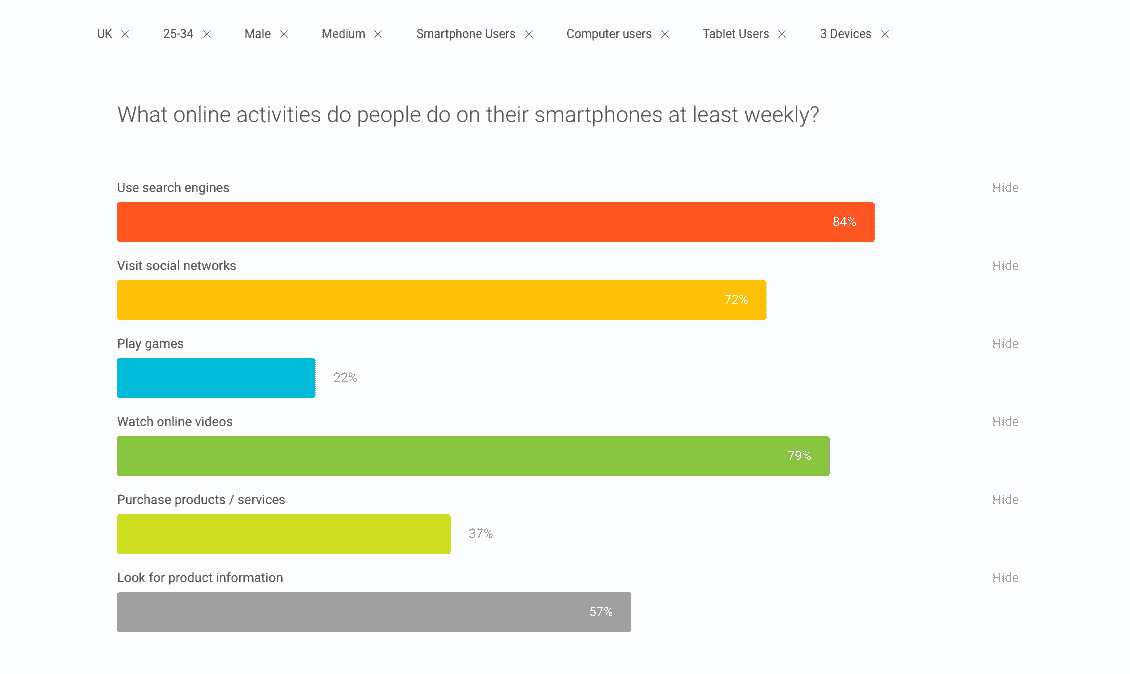 UK 25-34 Male Medium Smartphone Users Computer users Tablet Users 3 Devices
What online activities do people do on their smartphones at least weekly?
Use search engines Hide
84%
Visit social networks Hide
72%
Play games Hide
22%
Watch online videos Hide
79%
Purchase products / services Hide
37%
Look for product information Hide
57%